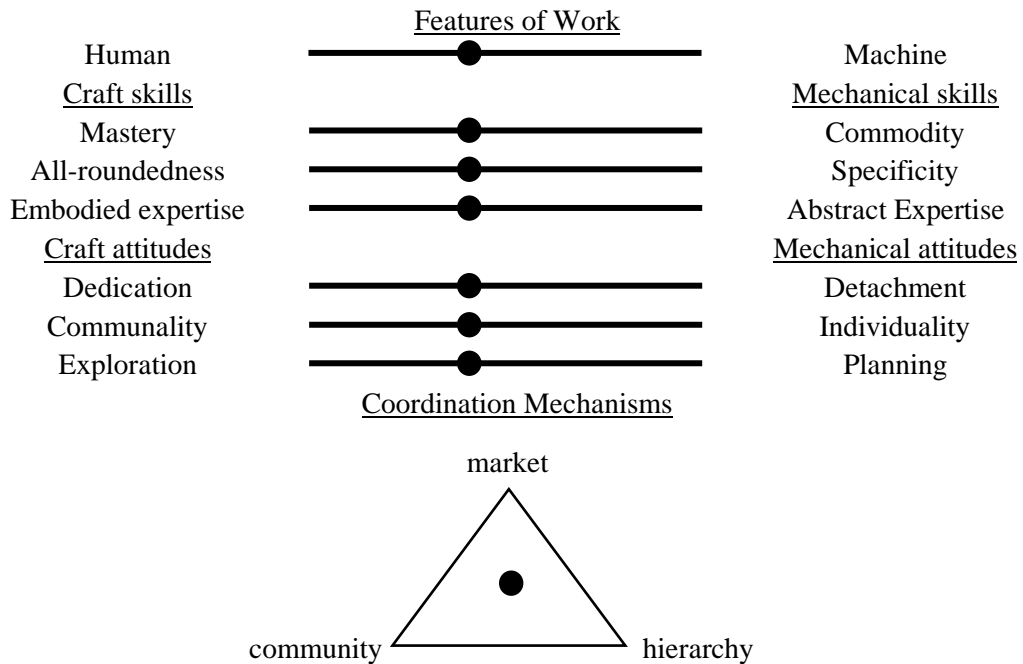 Features of Work
Human Machine
Craft skills Mechanical skills
Mastery Commodity
All-roundedness Specificity
Embodied expertise Abstract Expertise
Craft attitudes Mechanical attitudes
Dedication Detachment
Communality Individuality
Exploration Planning
Coordination Mechanisms
market
community hierarchy